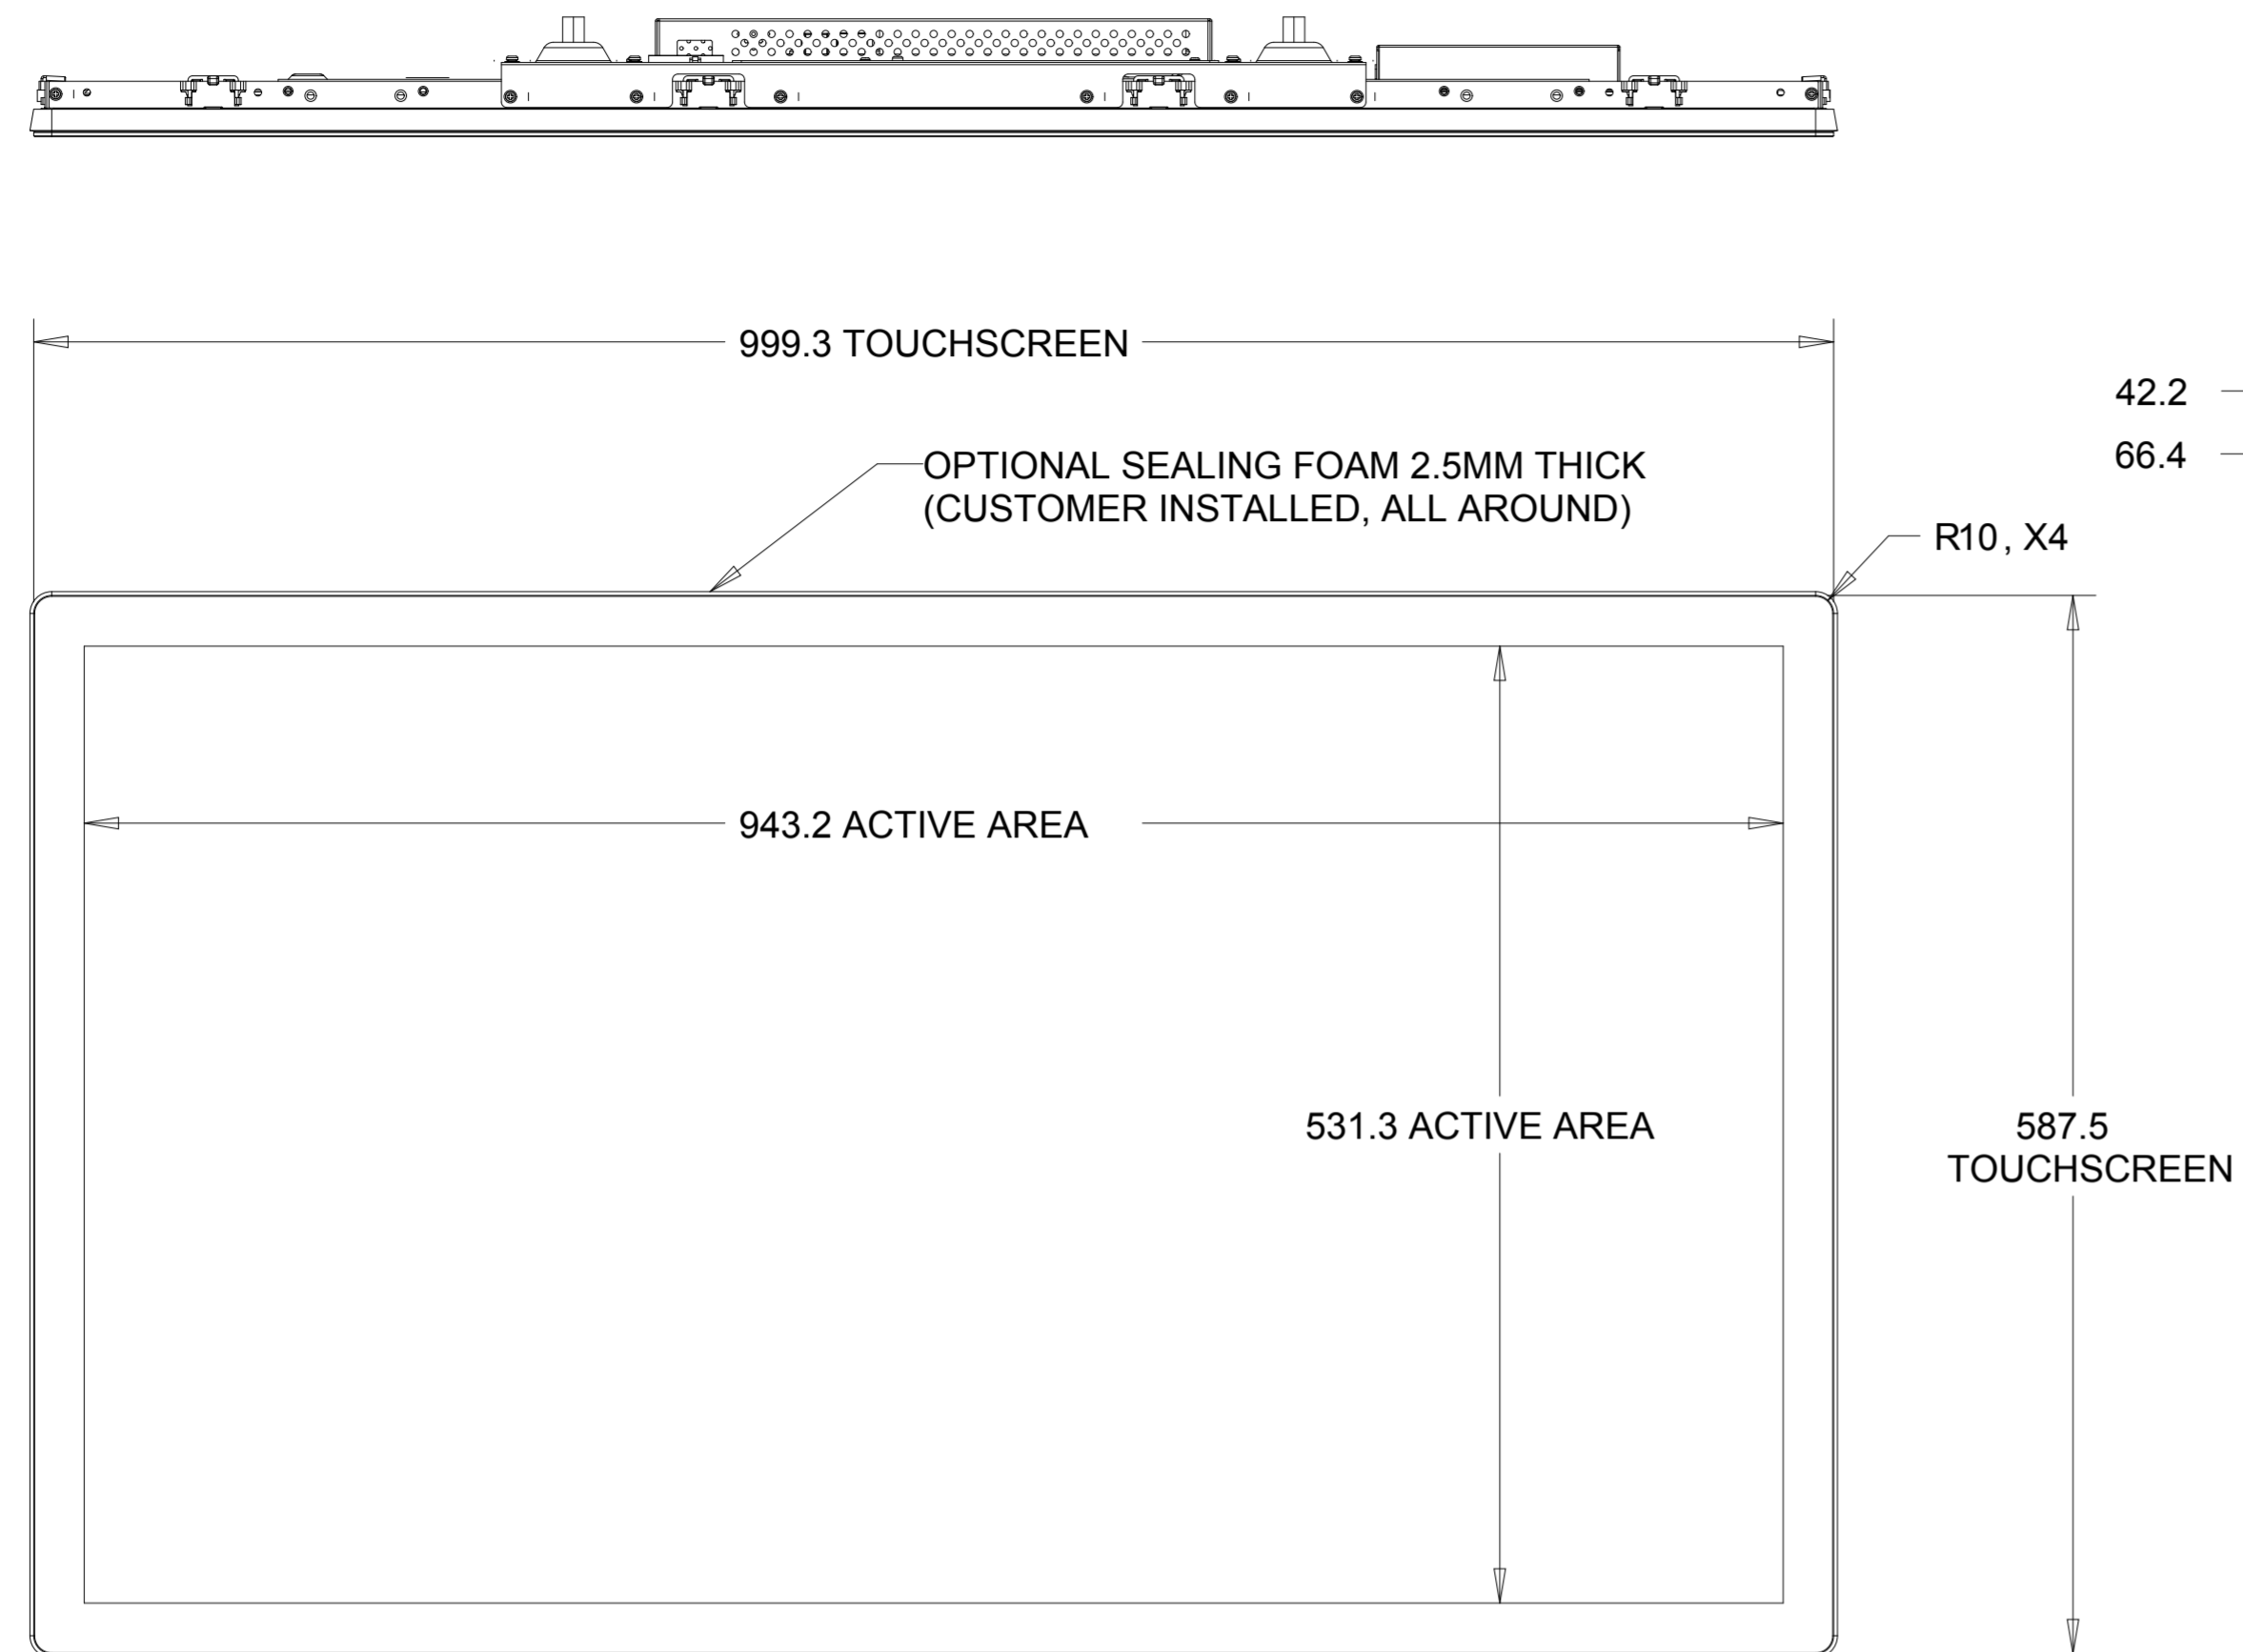 999.3 TOUCHSCREEN
42.2
OPTIONAL SEALING FOAM 2.5MM THICK
(CUSTOMER INSTALLED, ALL AROUND)
66.4
R10, X4
943.2 ACTIVE AREA
531.3 ACTIVE AREA
587.5
TOUCHSCREEN